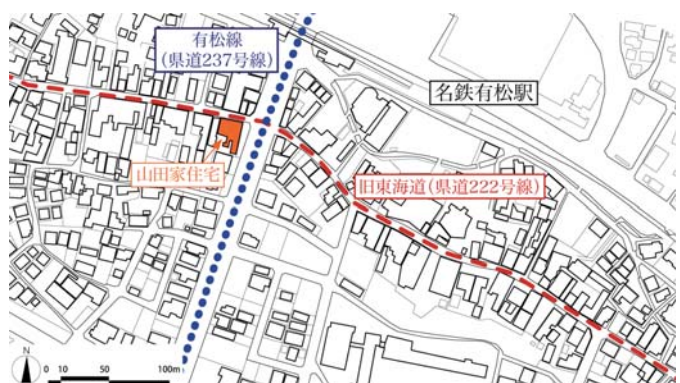 有松線
(県道237号線)
名鉄有松駅
山田家住宅
旧東海道(県道222号線)
N
0 10 50 100m